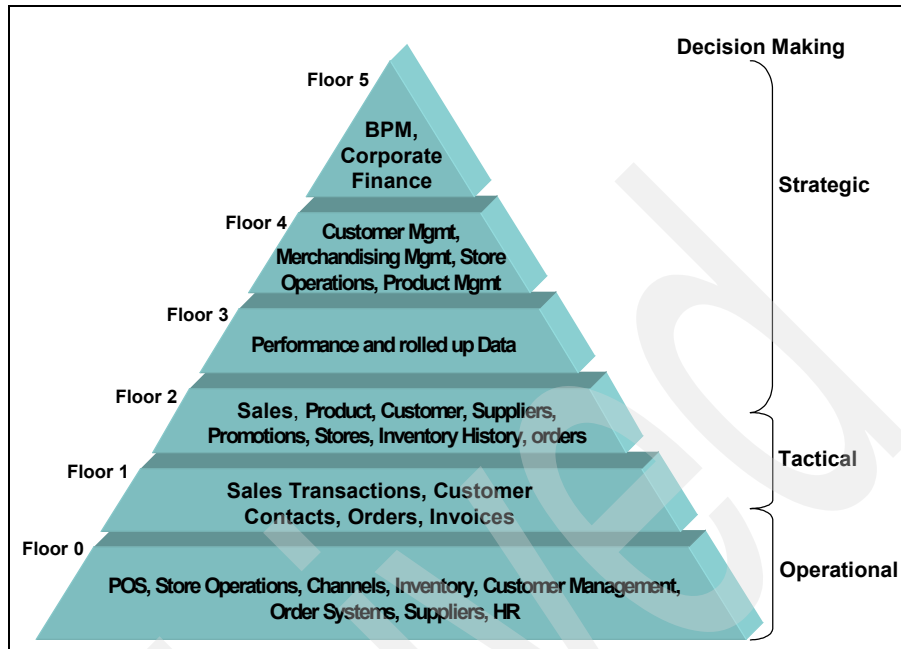 Decision Making
Floor 5
BPM,
Corporate
Finance
Strategic
Floor 4
Customer Mgmt,
Merchandising Mgmt, Store
Operations, Product Mgmt
Floor 3
Performance and rolled up Data
Floor 2
Sales, Product, Customer, Suppliers,
Promotions, Stores, Inventory History, orders
Tactical
Floor 1
Sales Transactions, Customer
Contacts, Orders, Invoices
Floor 0
POS, Store Operations, Channels, Inventory, Customer Management,
Order Systems, Suppliers, HR
Operational